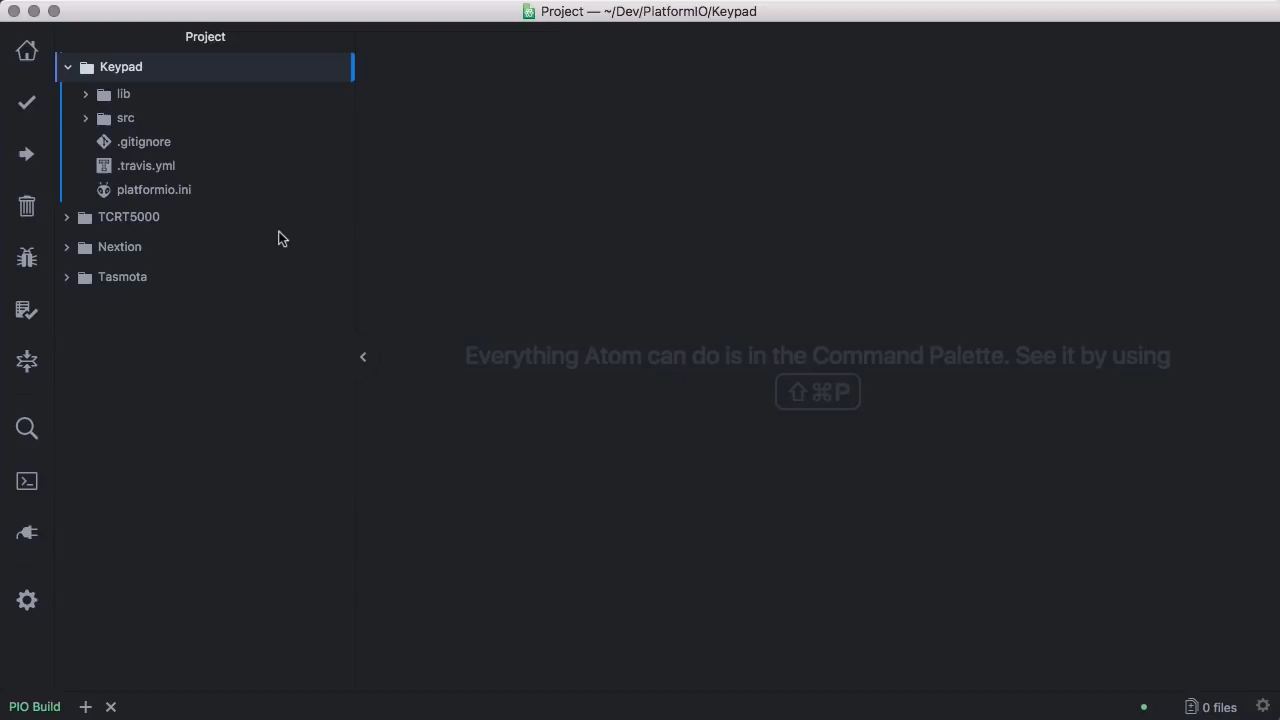 Project — ~/Dev/PlatformIO/Keypad
Project
Keypad
lib
src
.gitignore
.travis.yml
platformio.ini
TCRT5000
Nextion
Tasmota
Everything Atom can do is in the Command Palette. See it by using
⇧⌘P
PIO Build
0 files